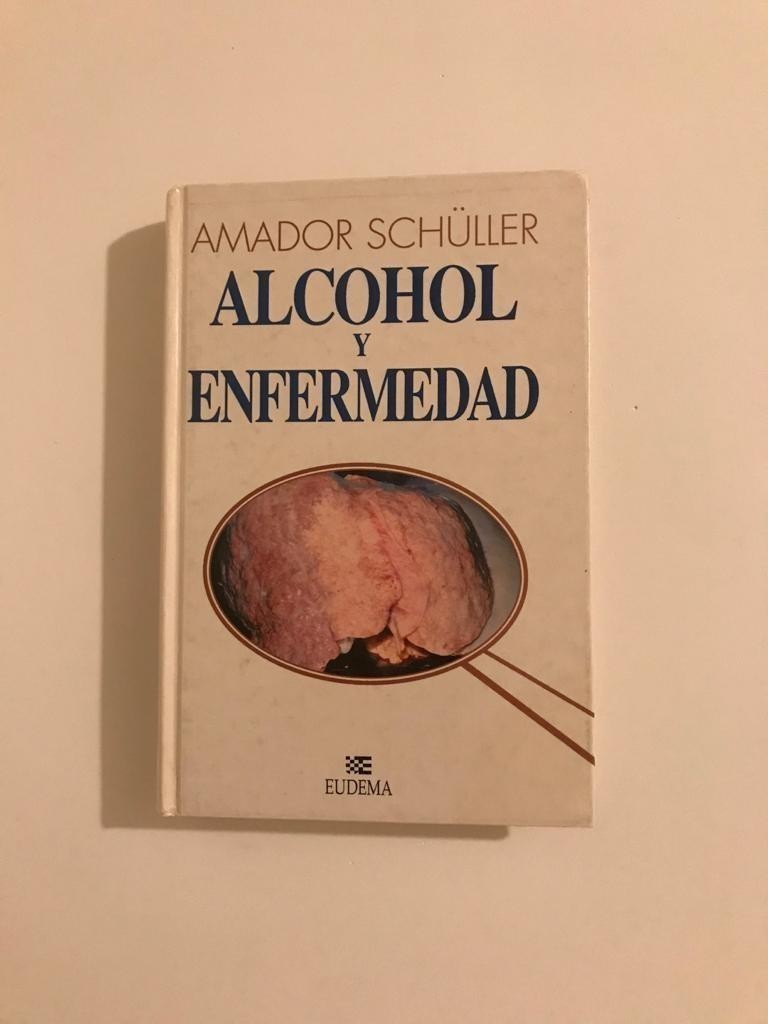 AMADOR SCHÜLLER
ALCOHOL
Y
ENFERMEDAD
EUDEMA